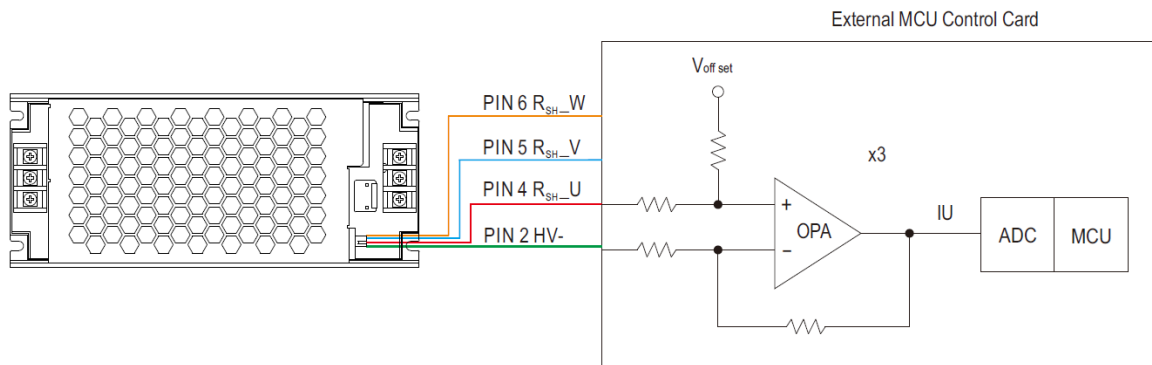 External MCU Control Card
Voff set
PIN 6 RSH_W
PIN 5 RSH_V
x3
PIN 4 RSH_U
+
IU
PIN 2 HV-
OPA
ADC
MCU
−